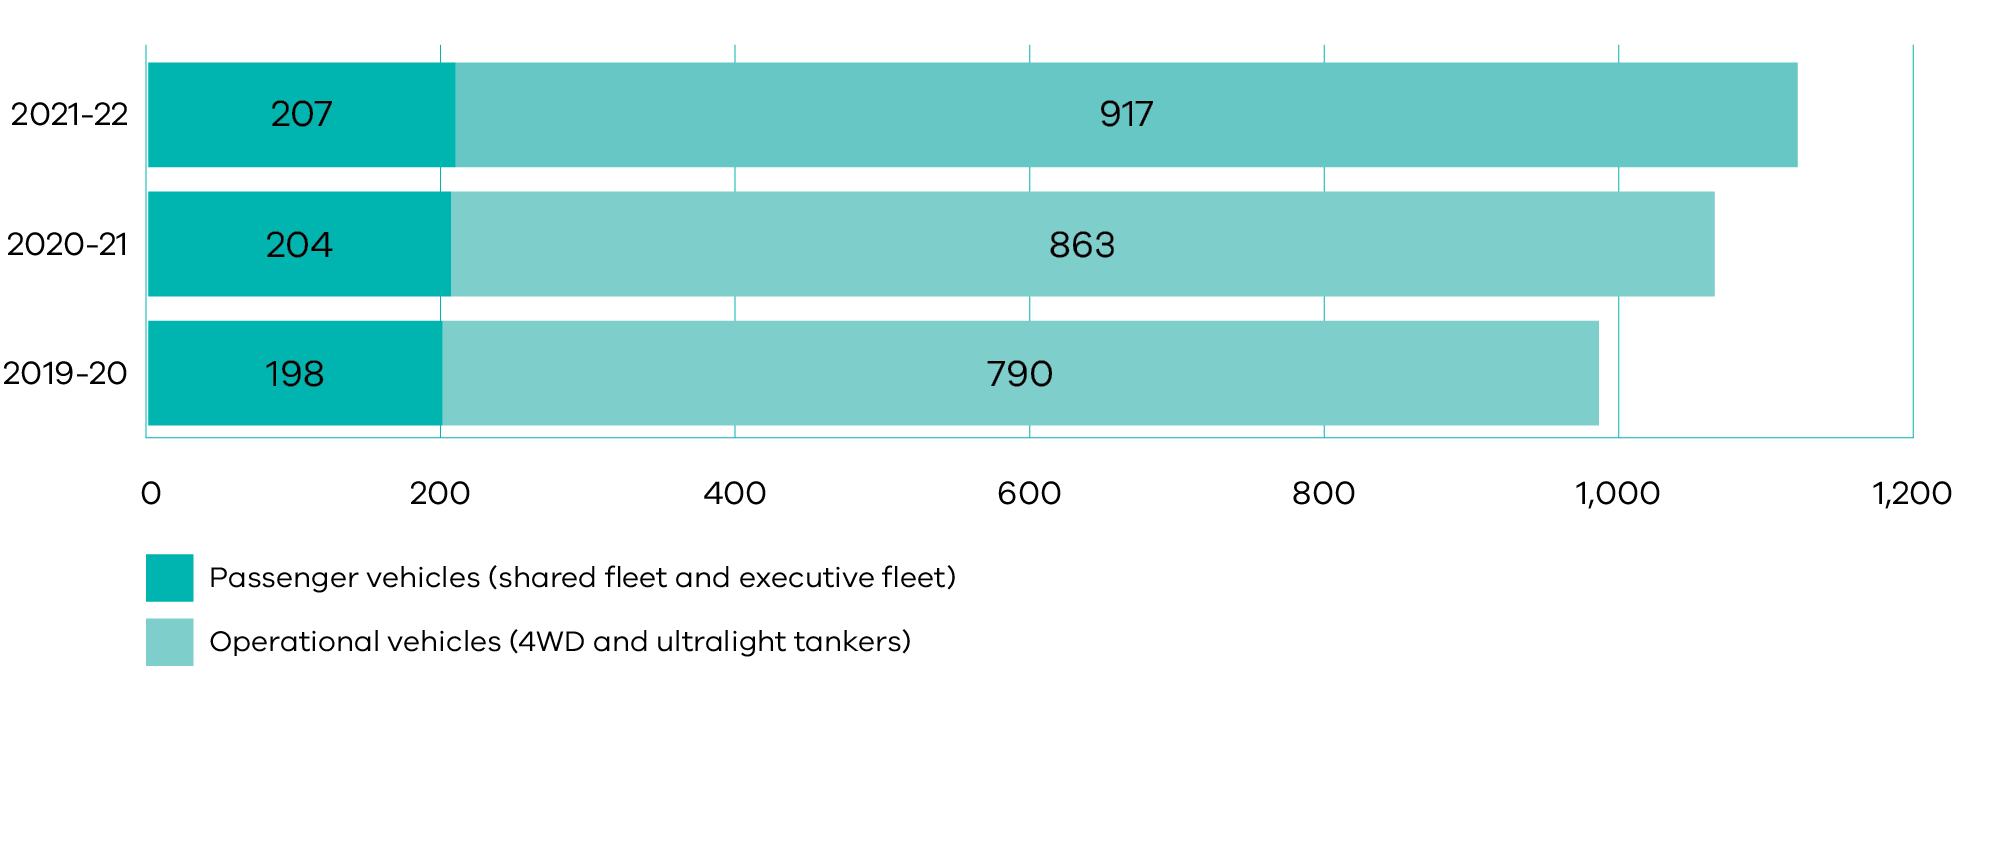 2021-22 207 917
2020-21 204 863
2019-20 198 790
0 200 400 600 800 1,000 1,200
Passenger vehicles (shared fleet and executive fleet)
Operational vehicles (4WD and ultralight tankers)